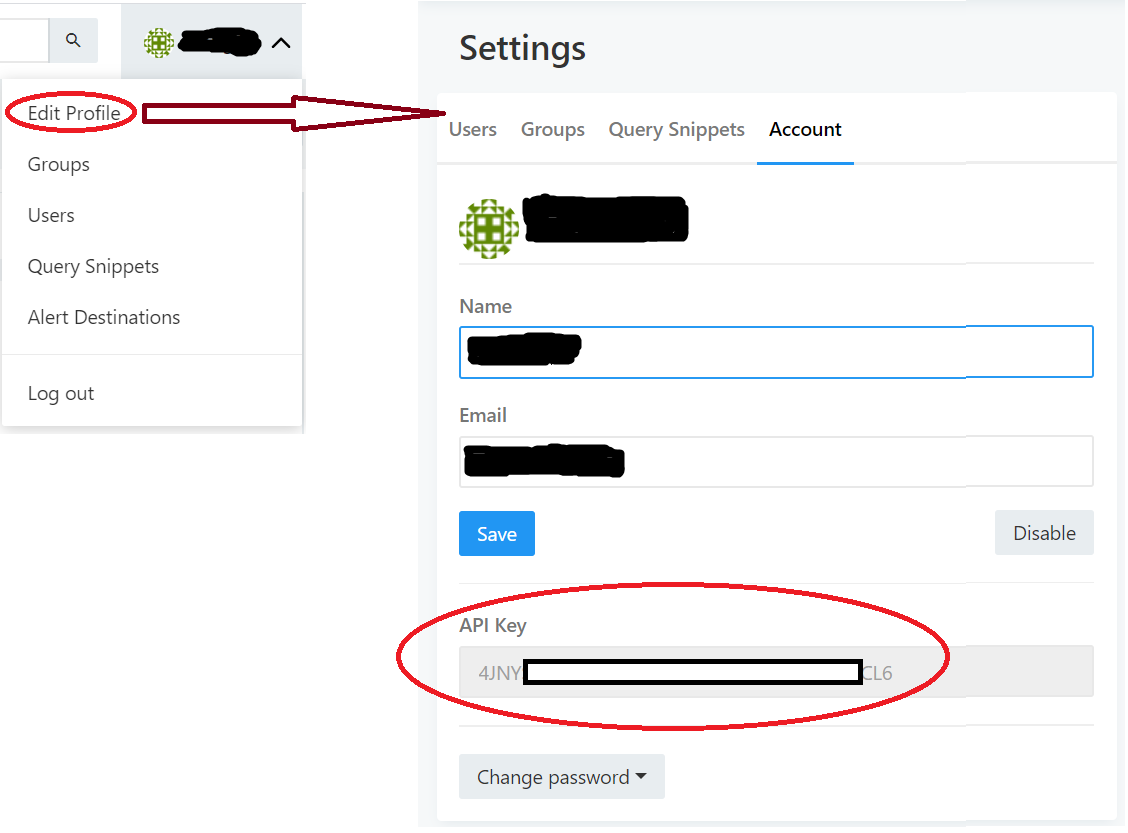 Edit Profile
Groups
Users
Query Snippets
Alert Destinations
Log out
Settings
Users Groups Query Snippets Account
Name
Email
Save Disable
API Key
4JNY CL6
Change password